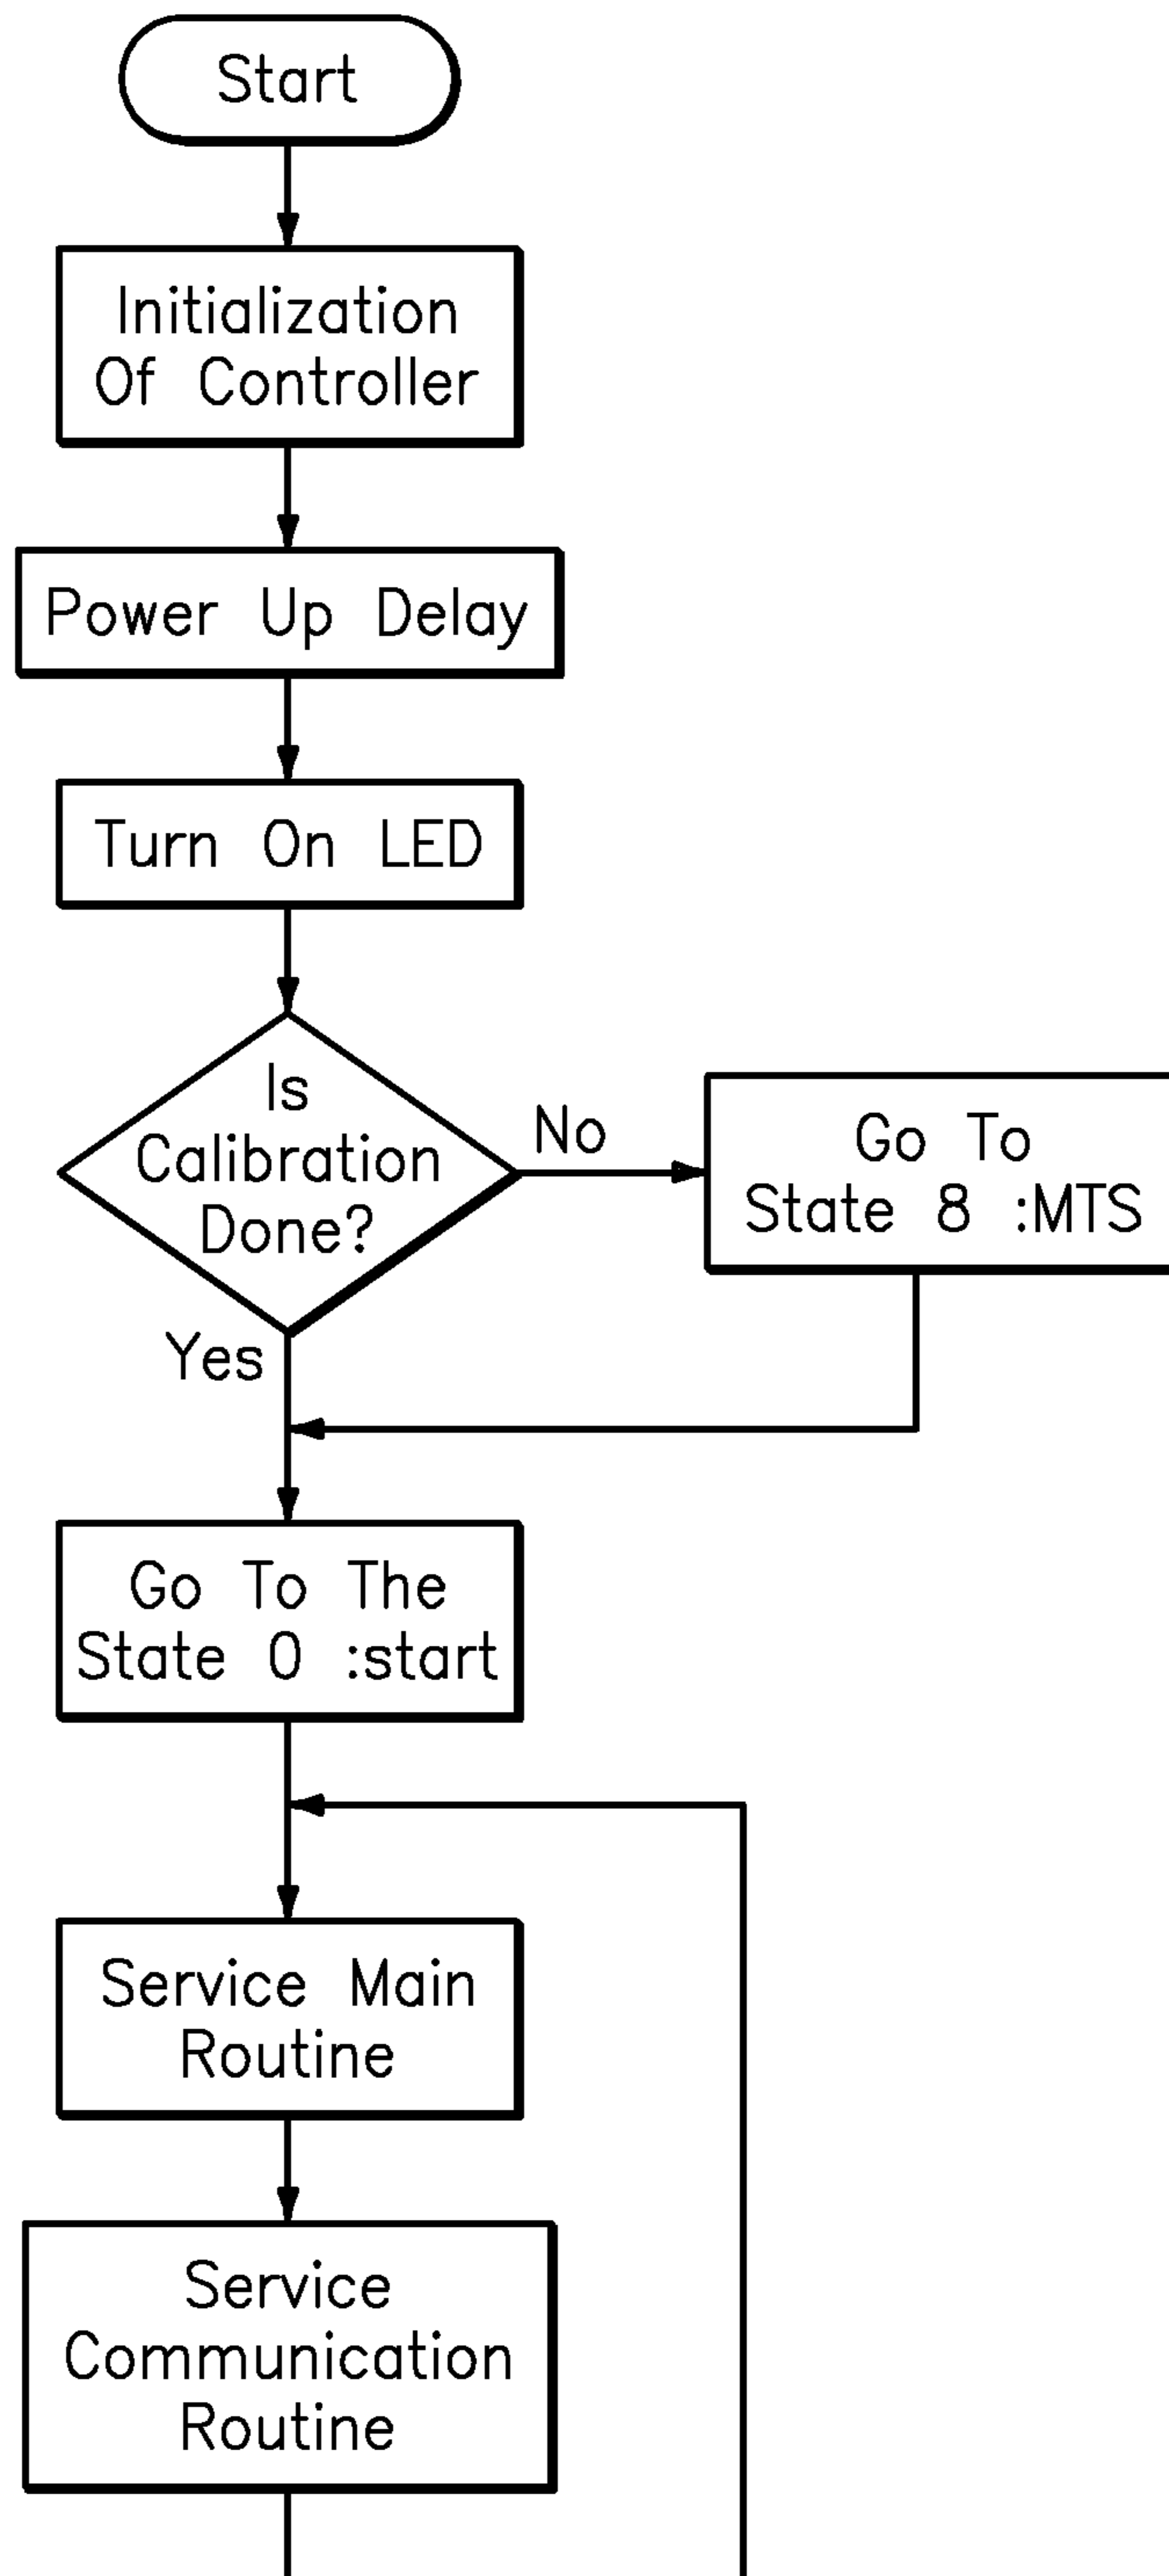 Start
Initialization
Of Controller
Power Up Delay
Turn On LED
Is
Calibration
Done?
No
Go To
State 8 :MTS
Yes
Go To The
State 0 :start
Service Main
Routine
Service
Communication
Routine